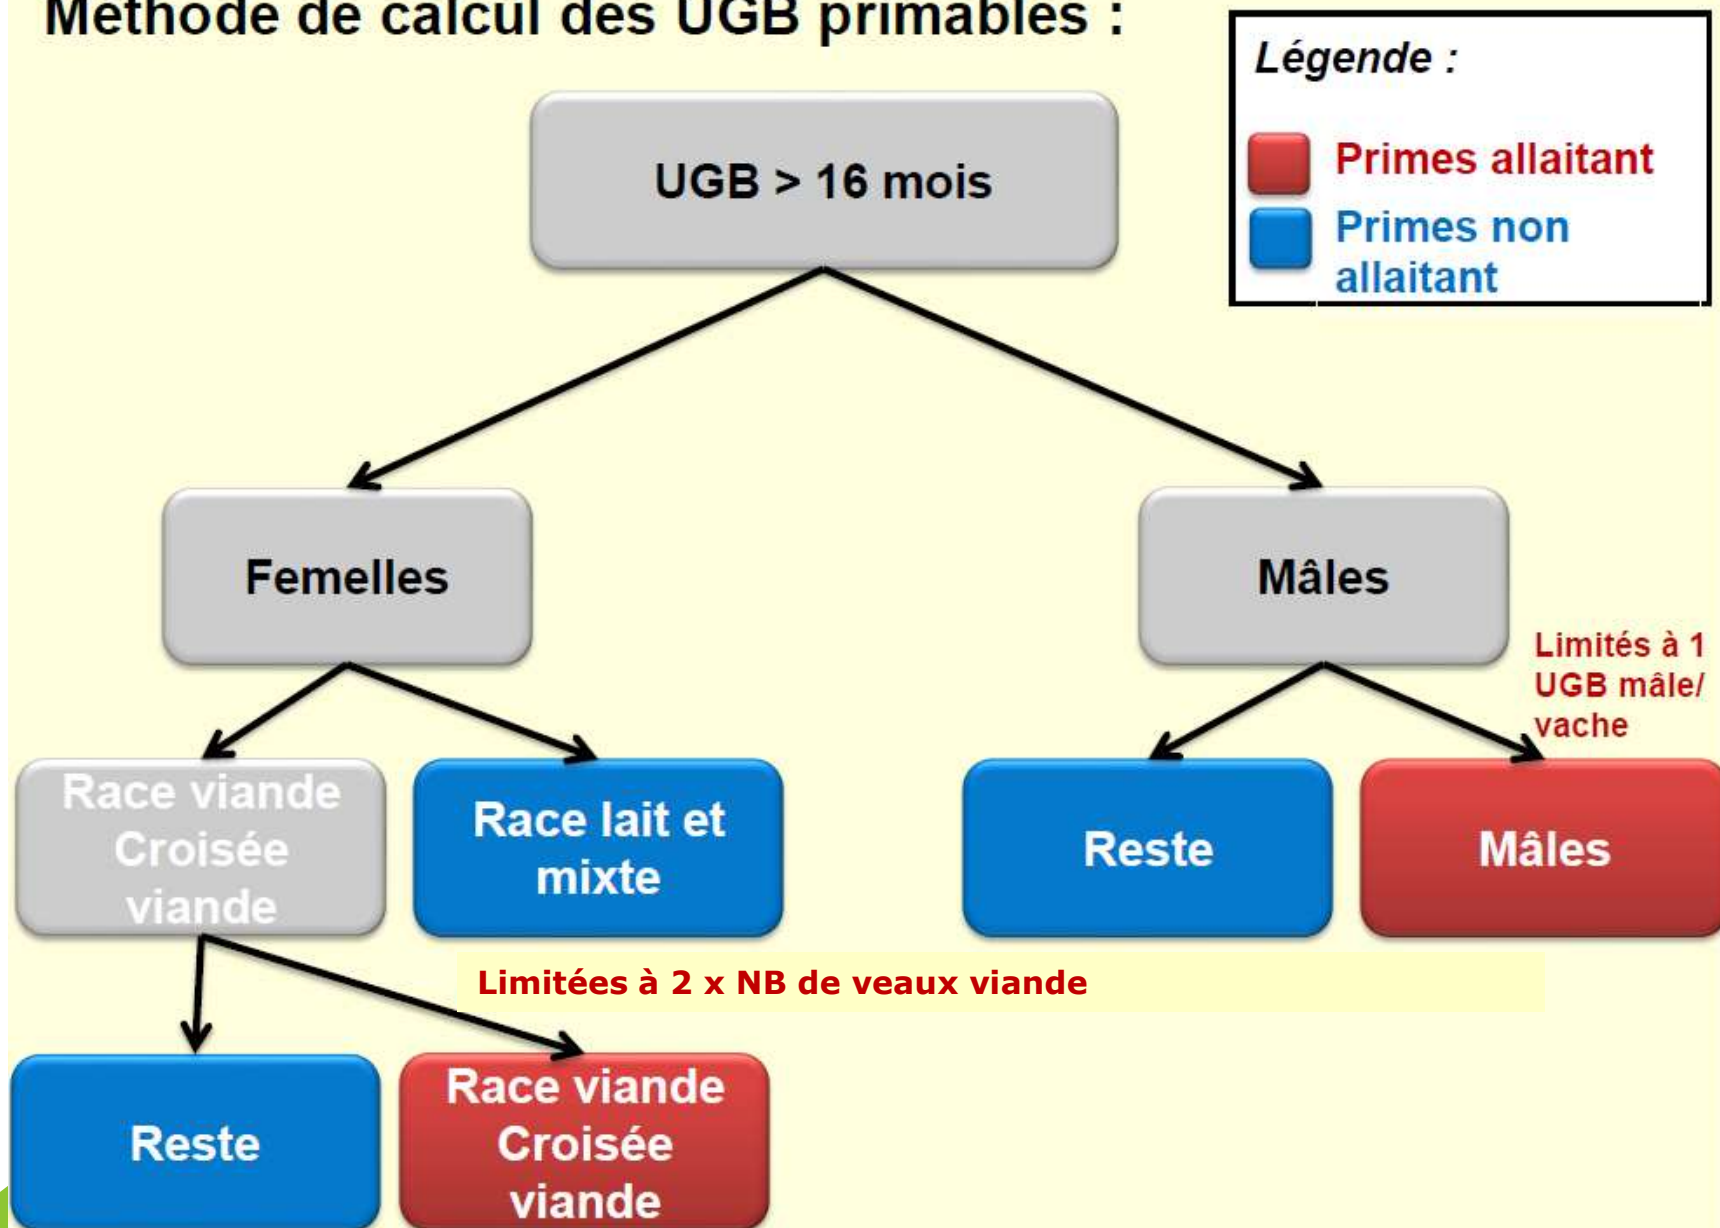 Méthode de calcul des UGB primables :
Légende :
Primes allaitant
Primes non
allaitant
UGB > 16 mois
Femelles
Mâles
Limités à 1
UGB mâle/
vache
Race viande
Croisée
viande
Race lait et
mixte
Reste
Mâles
Limitées à 2 x NB de veaux viande
Reste
Race viande
Croisée
viande